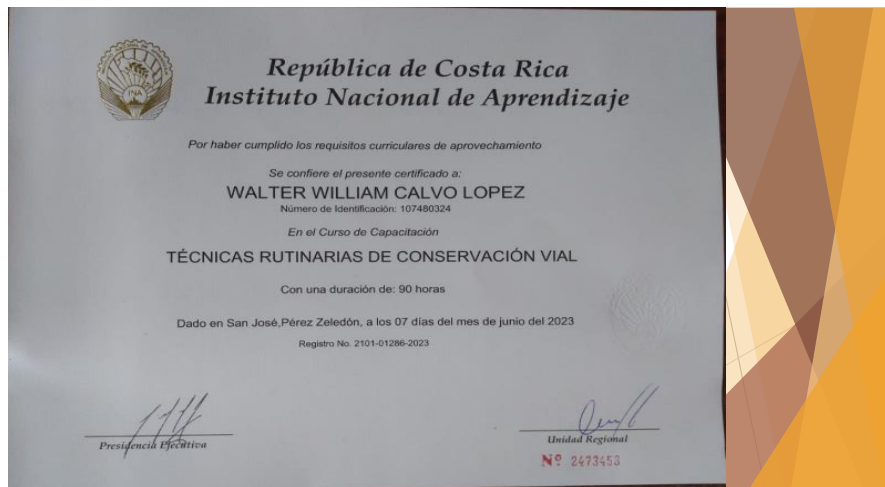 INA
República de Costa Rica
Instituto Nacional de Aprendizaje
Por haber cumplido los requisitos curriculares de aprovechamiento
Se confiere el presente certificado a:
WALTER WILLIAM CALVO LOPEZ
Número de Identificación: 107480324
En el Curso de Capacitación
TÉCNICAS RUTINARIAS DE CONSERVACIÓN VIAL
Con una duración de: 90 horas
Dado en San José,Pérez Zeledón, a los 07 días del mes de junio del 2023
Registro No. 2101-01286-2023
Presidencia Ejecutiva
Unidad Regional
Nº 2473453